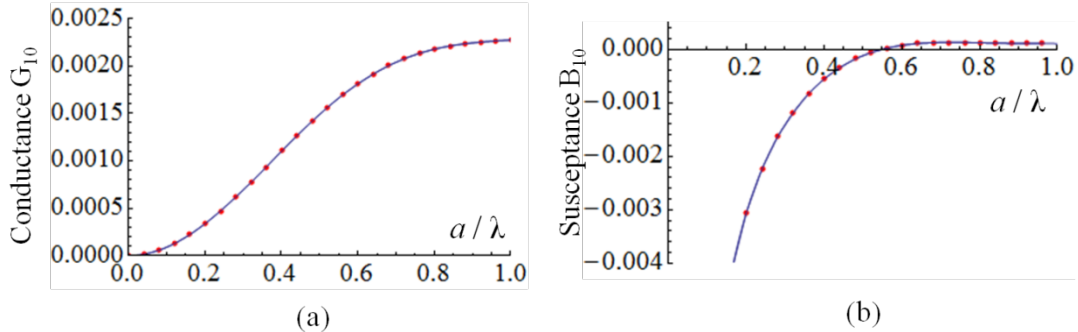 Conductance G10
0.0025
0.0020
0.0015
0.0010
0.0005
0.0000
0.0 0.2 0.4 0.6 0.8 1.0
a / λ
(a)
Susceptance B10
0.000
−0.001
−0.002
−0.003
−0.004
0.2 0.4 0.6 0.8 1.0
a / λ
(b)